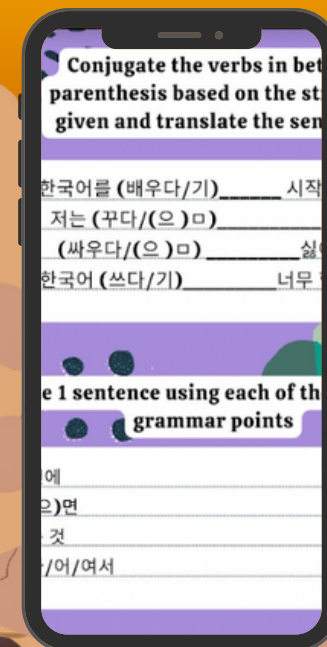 Conjugate the verbs in bet
parenthesis based on the st
given and translate the sen
한국어를 (배우다/기)______ 시작
저는 (꾸다/(으 )ㅁ)__________
(싸우다/(으 )ㅁ) _________싫
한국어 (쓰다/기)_________너무
e 1 sentence using each of th
grammar points
에
으)면
것
/어/여서